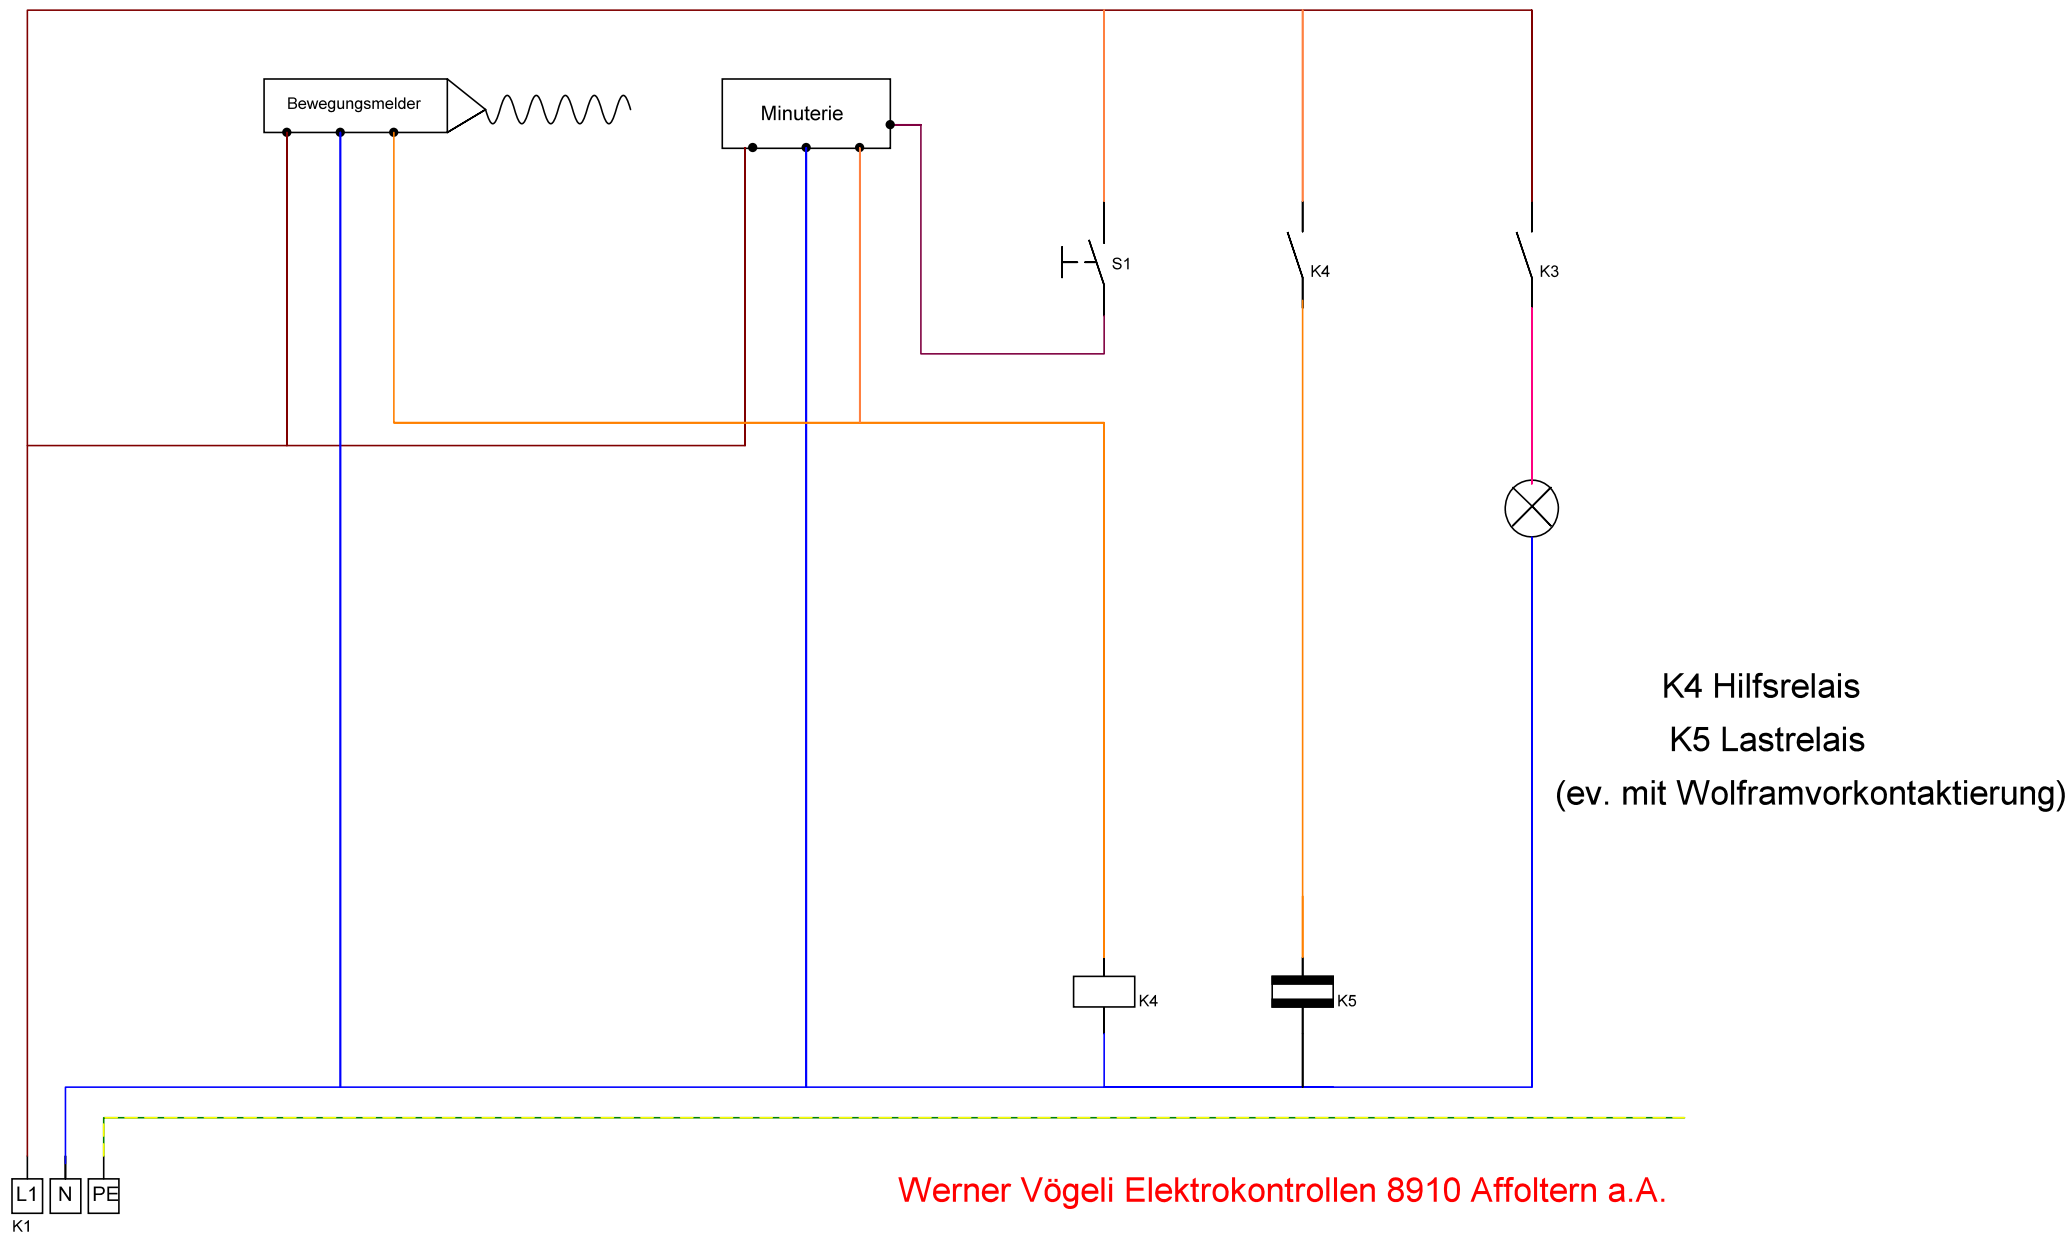 Bewegungsmelder
Minuterie
S1
K4
K3
K4 Hilfsrelais
K5 Lastrelais
(ev. mit Wolframvorkontaktierung)
K4
K5
L1 N PE
K1
Werner Vögeli Elektrokontrollen 8910 Affoltern a.A.